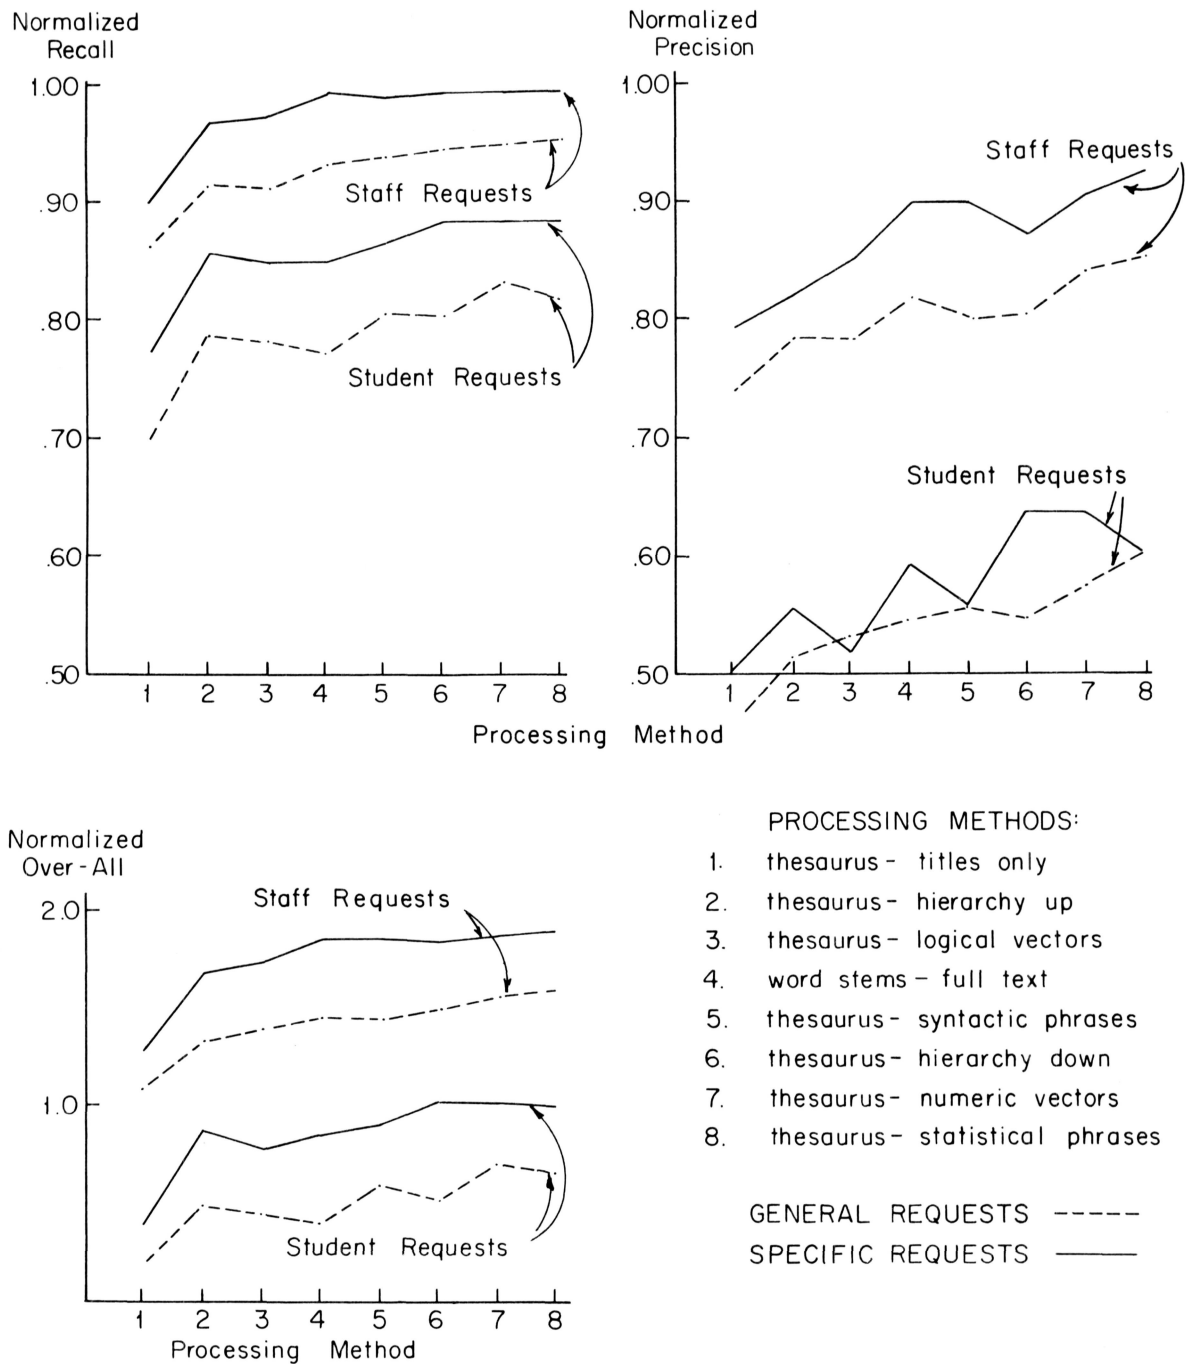 Normalized
Recall
1.00
.90
.80
.70
.60
.50
Staff Requests
Student Requests
1 2 3 4 5 6 7 8
Normalized
Precision
1.00
.90
.80
.70
.60
.50
Staff Requests
Student Requests
1 2 3 4 5 6 7 8
Processing Method
Normalized
Over-All
2.0
1.0
Staff Requests
Student Requests
1 2 3 4 5 6 7 8
Processing Method
PROCESSING METHODS:
1. thesaurus- titles only
2. thesaurus- hierarchy up
3. thesaurus- logical vectors
4. word stems - full text
5. thesaurus- syntactic phrases
6. thesaurus- hierarchy down
7. thesaurus- numeric vectors
8. thesaurus- statistical phrases
GENERAL REQUESTS
SPECIFIC REQUESTS